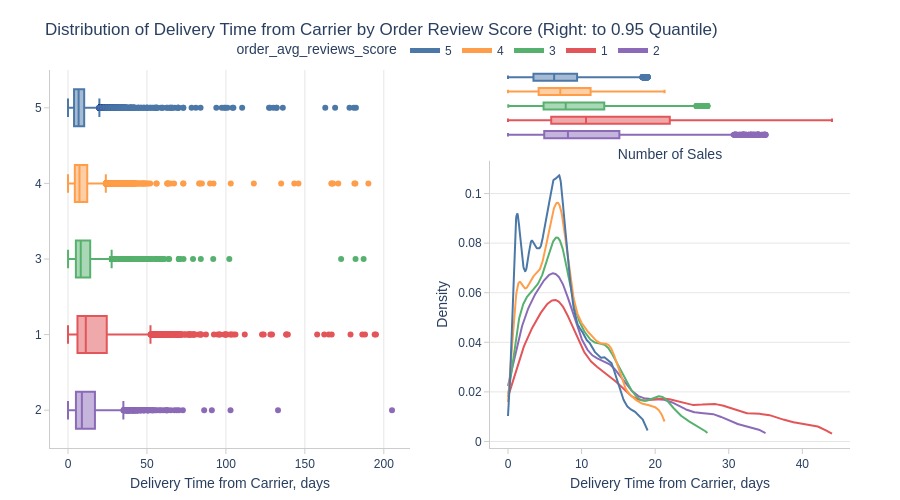 Distribution of Delivery Time from Carrier by Order Review Score (Right: to 0.95 Quantile)
order_avg_reviews_score 5 4 3 1 2
5
4
3
1
2
0 50 100 150 200
Delivery Time from Carrier, days
Number of Sales
0.1
0.08
0.06
0.04
0.02
0
Density
0 10 20 30 40
Delivery Time from Carrier, days